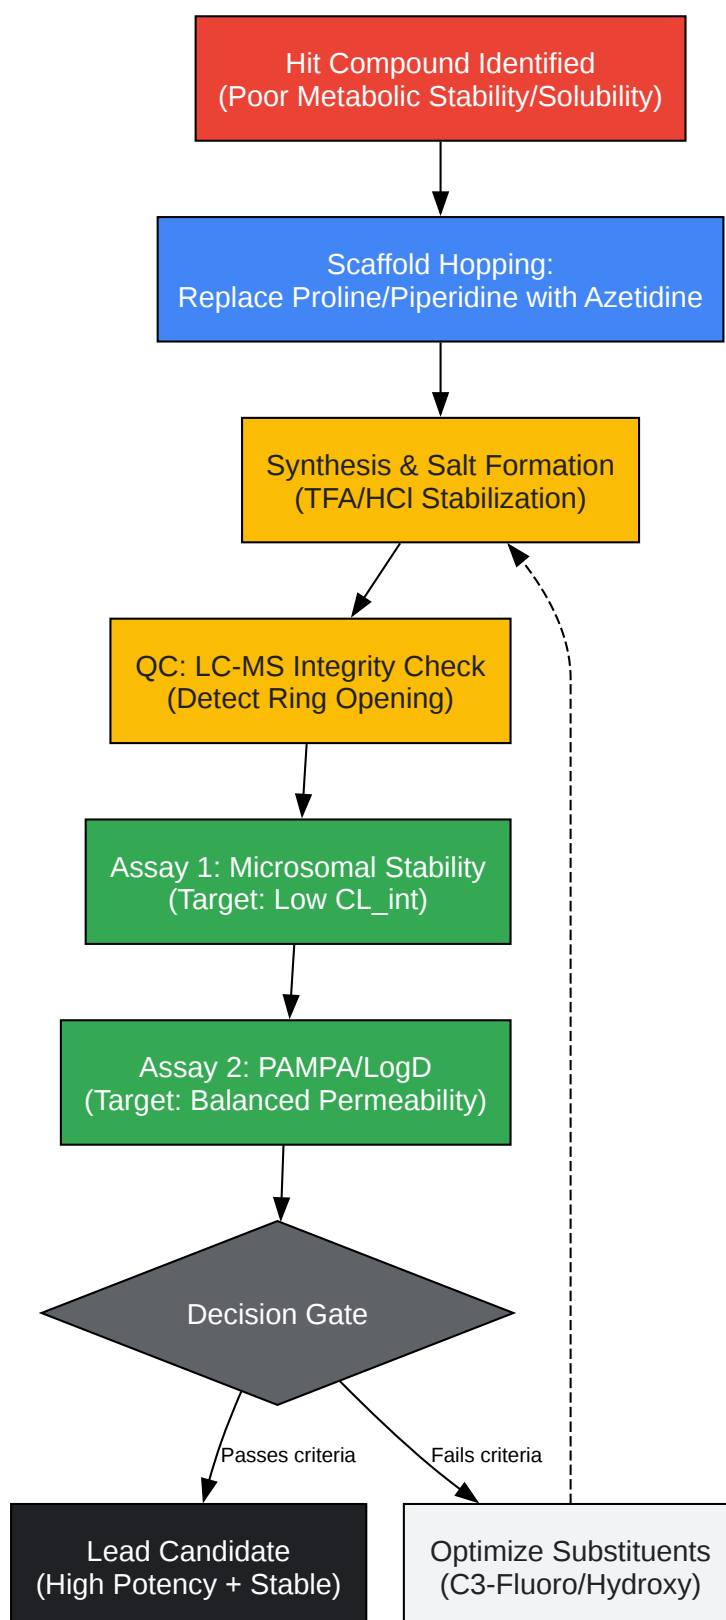 Hit Compound Identified
(Poor Metabolic Stability/Solubility)
Scaffold Hopping:
Replace Proline/Piperidine with Azetidine
Synthesis & Salt Formation
(TFA/HCl Stabilization)
QC: LC-MS Integrity Check
(Detect Ring Opening)
Assay 1: Microsomal Stability
(Target: Low CL_int)
Assay 2: PAMPA/LogD
(Target: Balanced Permeability)
Decision Gate
Passes criteria
Fails criteria
Lead Candidate
(High Potency + Stable)
Optimize Substituents
(C3-Fluoro/Hydroxy)